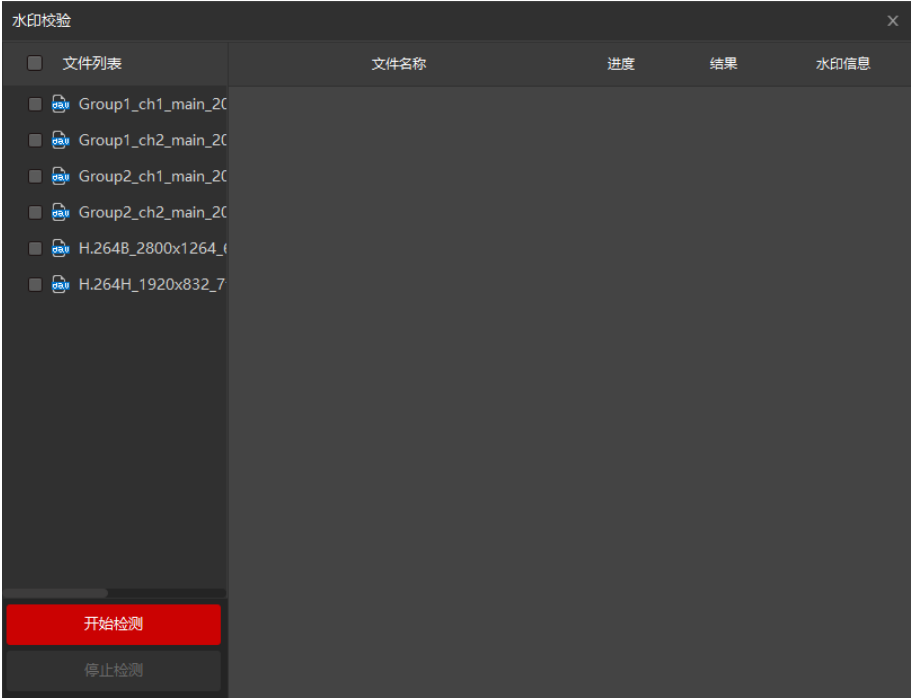 水印校验
文件列表 文件名称 进度 结果 水印信息
Group1_ch1_main_20
Group1_ch2_main_20
Group2_ch1_main_20
Group2_ch2_main_20
H.264B_2800x1264_
H.264H_1920x832_7
开始检测
停止检测